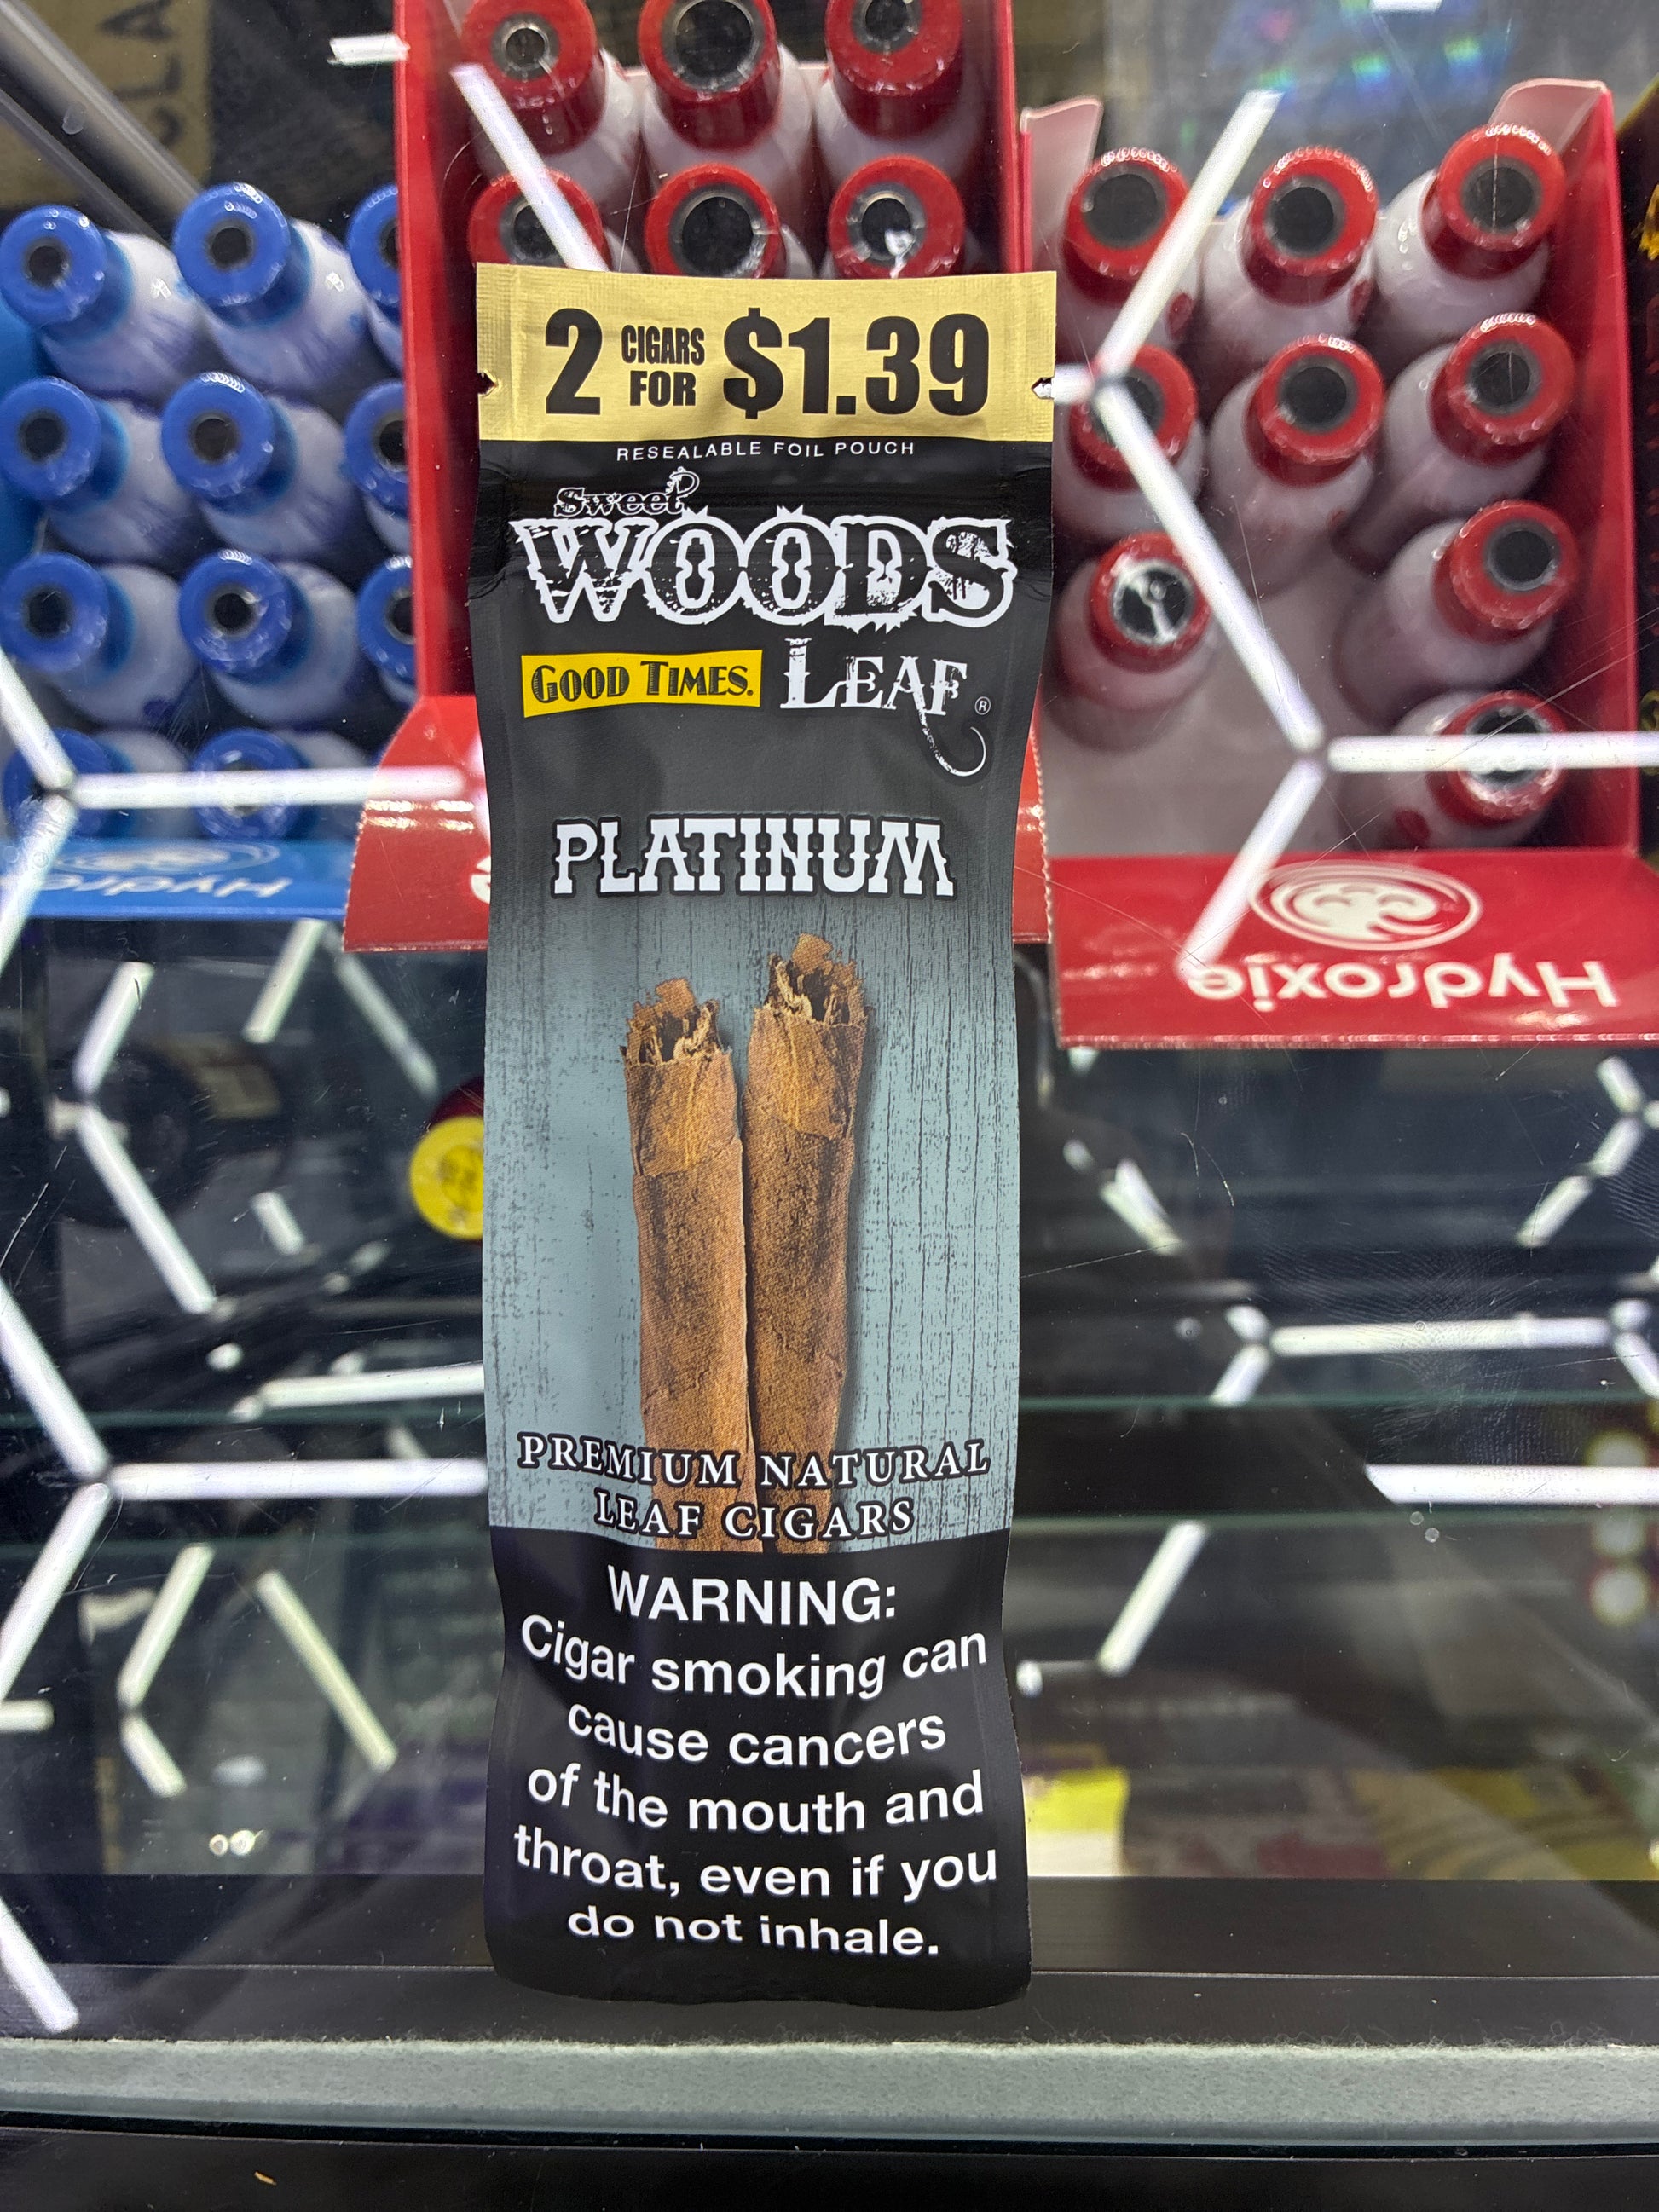 2 CIGARS FOR $1.39
RESEALABLE FOIL POUCH
Sweet
WOODS
GOOD TIMES® LEAF®
PLATINUM
PREMIUM NATURAL
LEAF CIGARS
WARNING:
Cigar smoking can
cause cancers
of the mouth and
throat, even if you
do not inhale.
Hydroxie